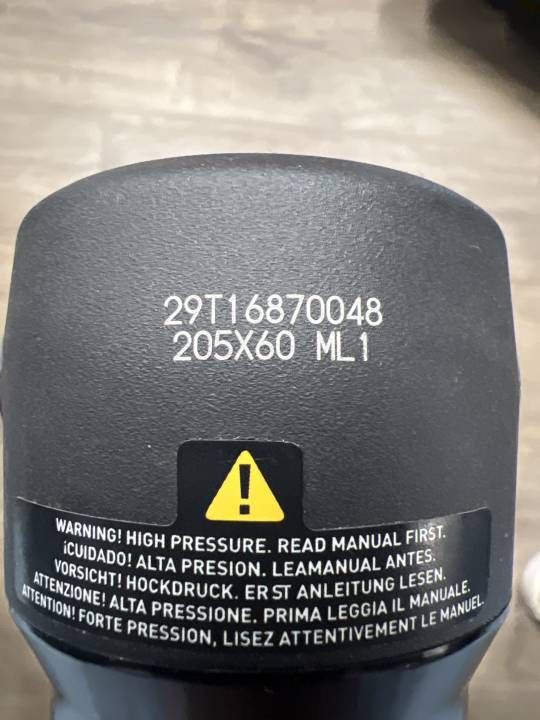 29T16870048
205X60 ML1
WARNING! HIGH PRESSURE. READ MANUAL FIRST.
¡CUIDADO! ALTA PRESION. LEAMANUAL ANTES.
VORSICHT! HOCKDRUCK. ERST ANLEITUNG LESEN.
ATTENZIONE! ALTA PRESSIONE. PRIMA LEGGIA IL MANUALE.
ATTENTION! FORTE PRESSION, LISEZ ATTENTIVEMENT LE MANUEL.